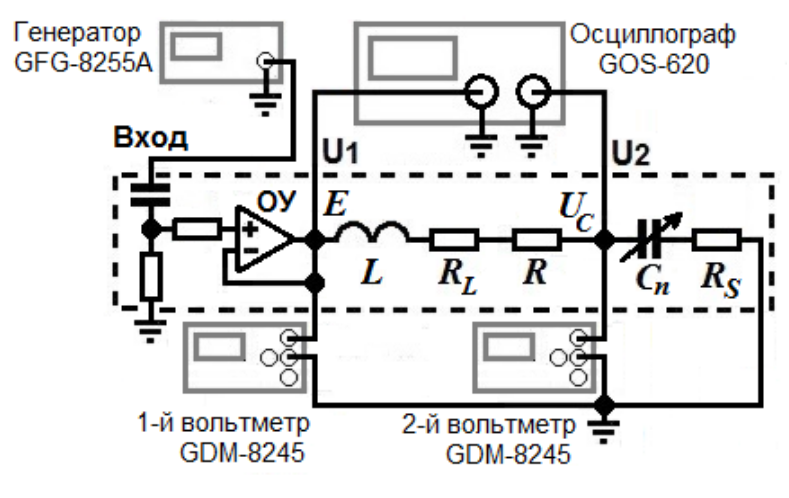 Генератор
GFG-8255A
Осциллограф
GOS-620
Вход
U1
U2
ОУ
E
U_C
+
-
L
R_L
R
C_n
R_S
1-й вольтметр
GDM-8245
2-й вольтметр
GDM-8245